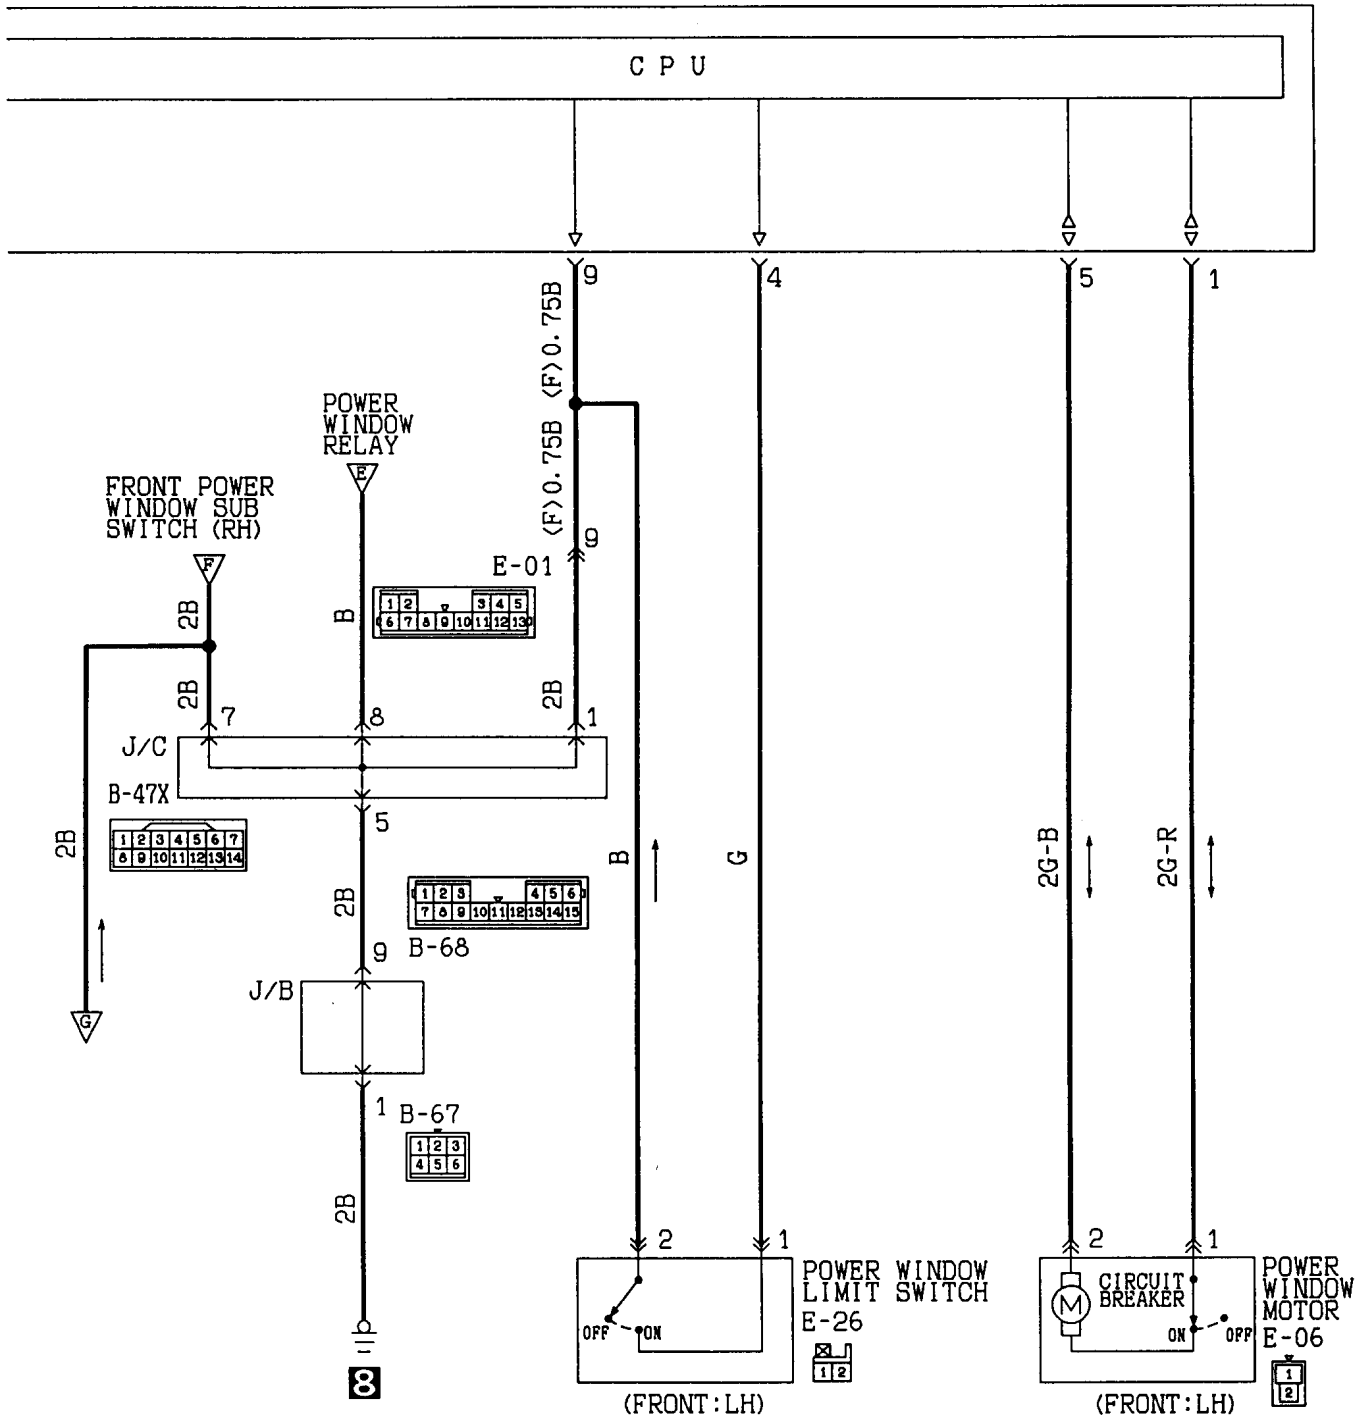 CPU
9
4
5
1
(F)0.75B
POWER
WINDOW
RELAY
E
(F)0.75B
FRONT POWER
WINDOW SUB
SWITCH (RH)
F
9
E-01
1 2 3 4 5
6 7 8 9 10 11 12 13
2B
B
2B
2B
7
8
1
J/C
B-47X
1 2 3 4 5 6 7
8 9 10 11 12 13 14
5
2B
B
G
2G-B
2G-R
2B
1 2 3 4 5 6
7 8 9 10 11 12 13 14 15
B-68
9
J/B
G
1
B-67
1 2 3
4 5 6
2B
2
1
2
1
POWER WINDOW
LIMIT SWITCH
E-26
1 2
OFF
ON
(FRONT:LH)
CIRCUIT
BREAKER
M
ON
OFF
POWER
WINDOW
MOTOR
E-06
1
2
(FRONT:LH)
8